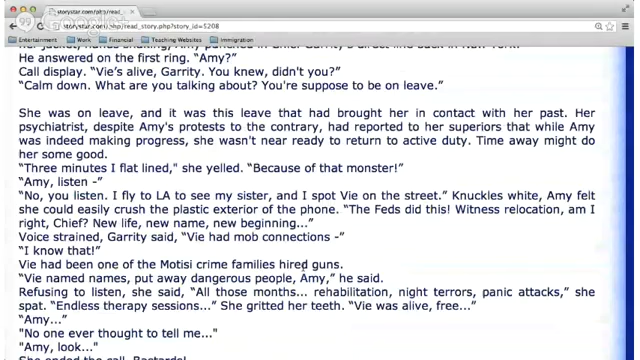 storystar.com/php/read_
storystar.com/php/read_story.php?story_id=5208
Entertainment Work Financial Teaching Websites Immigration
He answered on the first ring. “Amy?”
Call display. “Vie’s alive, Garrity. You knew, didn’t you?”
“Calm down. What are you talking about? You’re suppose to be on leave.”
She was on leave, and it was this leave that had brought her in contact with her past. Her
psychiatrist, despite Amy’s protests to the contrary, had reported to her superiors that while Amy
was indeed making progress, she wasn’t near ready to return to active duty. Time away might do
her some good.
“Three minutes I flat lined," she yelled. “Because of that monster!”
“Amy, listen -”
“No, you listen. I fly to LA to see my sister, and I spot Vie on the street.” Knuckles white, Amy felt
she could easily crush the plastic exterior of the phone. “The Feds did this! Witness relocation, am I
right, Chief? New life, new name, new beginning...”
Voice strained, Garrity said, “Vie had mob connections -”
“I know that!”
Vie had been one of the Motisi crime families hired guns.
“Vie named names, put away dangerous people, Amy,” he said.
Refusing to listen, she said, “All those months... rehabilitation, night terrors, panic attacks,” she
spat. “Endless therapy sessions...” She gritted her teeth. “Vie was alive, free...”
“Amy...”
"No one ever thought to tell me..."
"Amy, look..."
She ended the call. Bastards!